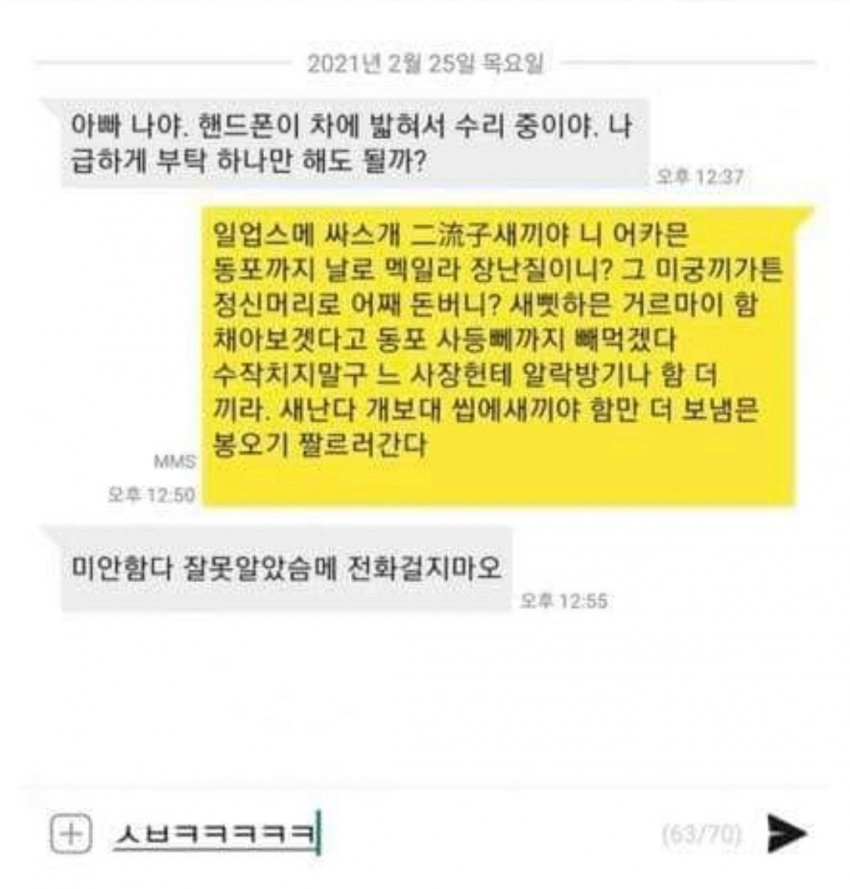 2021년 2월 25일 목요일
아빠 나야. 핸드폰이 차에 밟혀서 수리 중이야. 나
급하게 부탁 하나만 해도 될까?
오후 12:37
일업스메 싸스개 二流子새끼야 니 어카믄
동포까지 날로 멕일라 장난질이니? 그 미궁끼가튼
정신머리로 어째 돈버니? 새삣하믄 거르마이 함
채아보겟다고 동포 사등뻬까지 빼먹겠다
수작치지말구 느 사장헌테 알락방기나 함 더
끼라. 새난다 개보대 씹에새끼야 함만 더 보냄믄
봉오기 짤르러간다
MMS
오후 12:50
미안함다 잘못알았슴메 전화걸지마오
오후 12:55
ㅅㅂㅋㅋㅋㅋㅋ
(63/70)